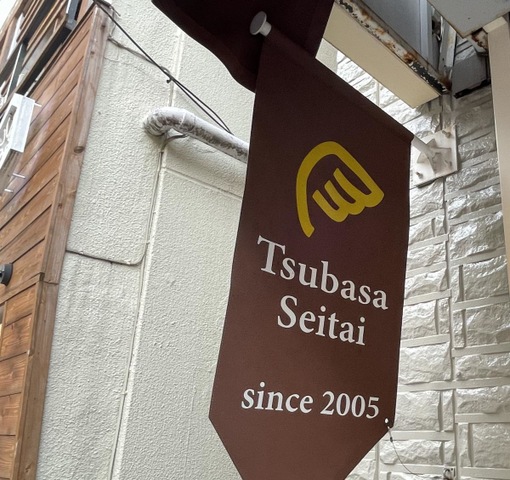 Tsubasa
Seitai
since 2005.